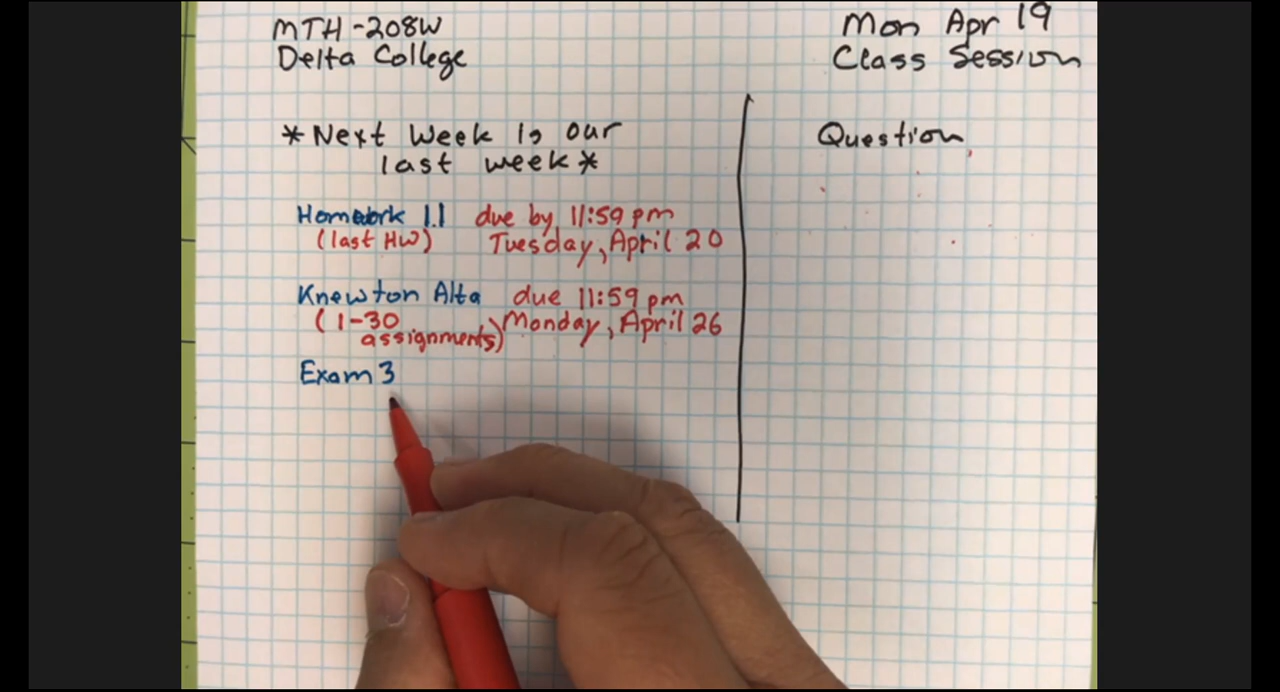 MTH-208W
Delta College
Mon Apr 19
Class Session
*Next Week is our
last week*
Homework 11 due by 11:59 pm
(last HW) Tuesday, April 20
Knewton Alta due 11:59 pm
(1-30 Monday, April 26
assignments)
Exam 3
Question